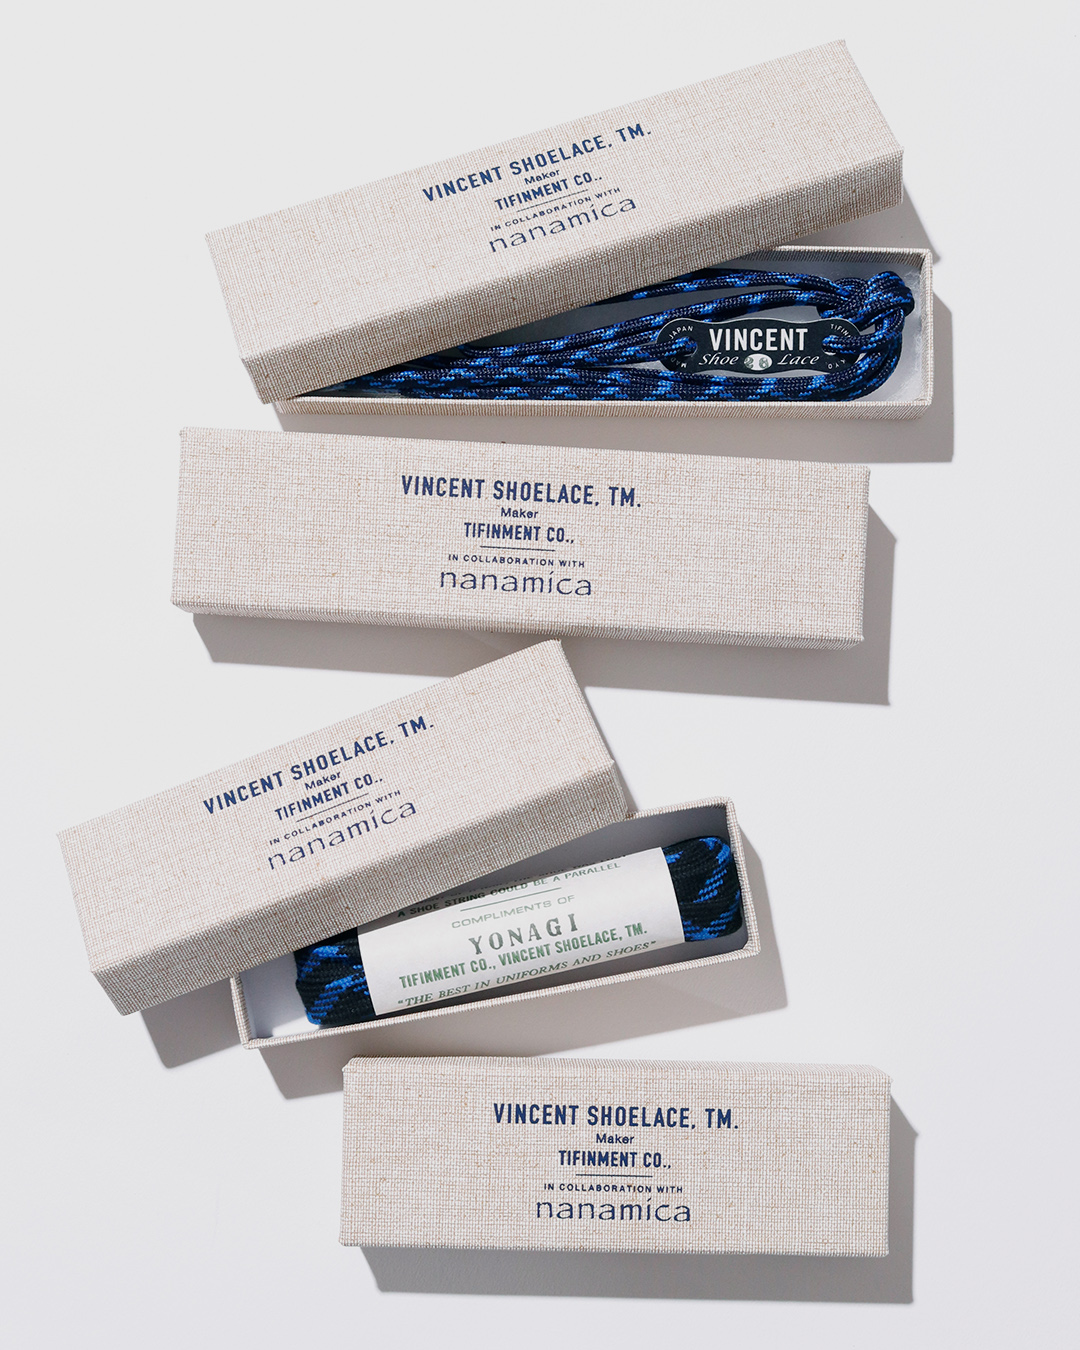 VINCENT SHOELACE, TM.
Maker
TIFINMENT CO.,
IN COLLABORATION WITH
nanamica
JAPAN
VINCENT
Shoe Lace
VINCENT SHOELACE, TM.
Maker
TIFINMENT CO.,
IN COLLABORATION WITH
nanamica
VINCENT SHOELACE, TM.
Maker
TIFINMENT CO.,
IN COLLABORATION WITH
nanamica
A SHOE STRING COULD BE A PARALLEL
COMPLIMENTS OF
YONAGI
TIFINMENT CO., VINCENT SHOELACE, TM.
"THE BEST IN UNIFORMS AND SHOES"
VINCENT SHOELACE, TM.
Maker
TIFINMENT CO.,
IN COLLABORATION WITH
nanamica